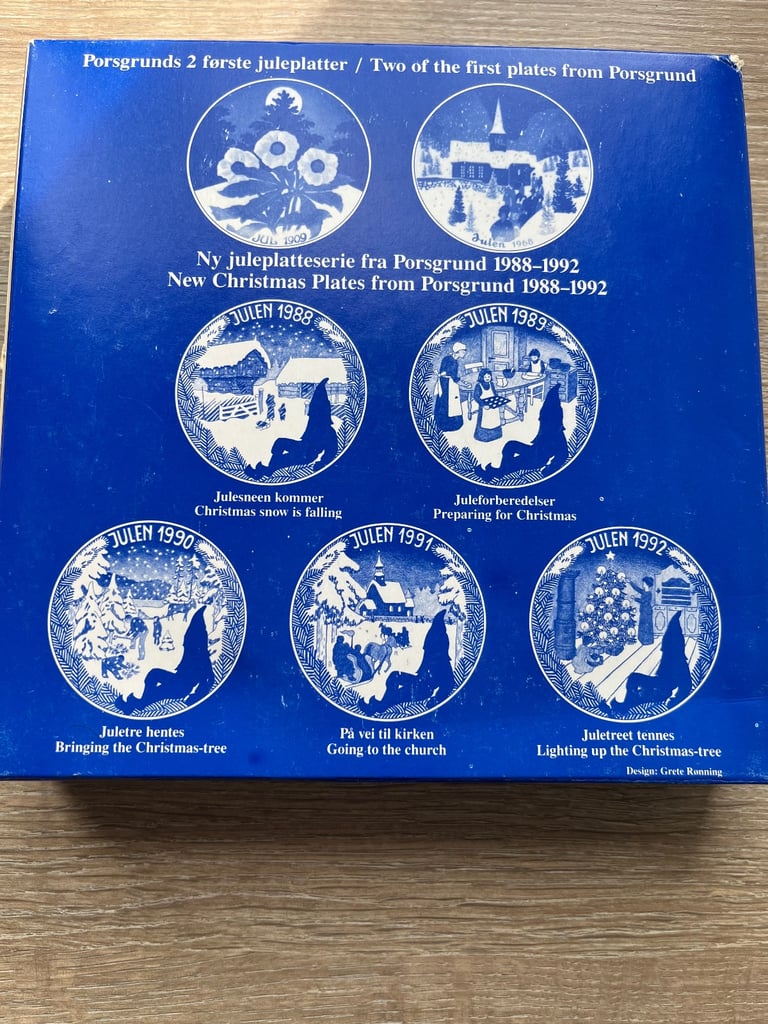 Porsgrunds 2 første juleplatter / Two of the first plates from Porsgrund
JUL 1909
Julen 1968
Ny juleplatteserie fra Porsgrund 1988–1992
New Christmas Plates from Porsgrund 1988–1992
JULEN 1988
JULEN 1989
Julesneen kommer
Christmas snow is falling
Juleforberedelser
Preparing for Christmas
JULEN 1990
JULEN 1991
JULEN 1992
Juletre hentes
Bringing the Christmas-tree
På vei til kirken
Going to the church
Juletreet tennes
Lighting up the Christmas-tree
Design: Grete Rønning